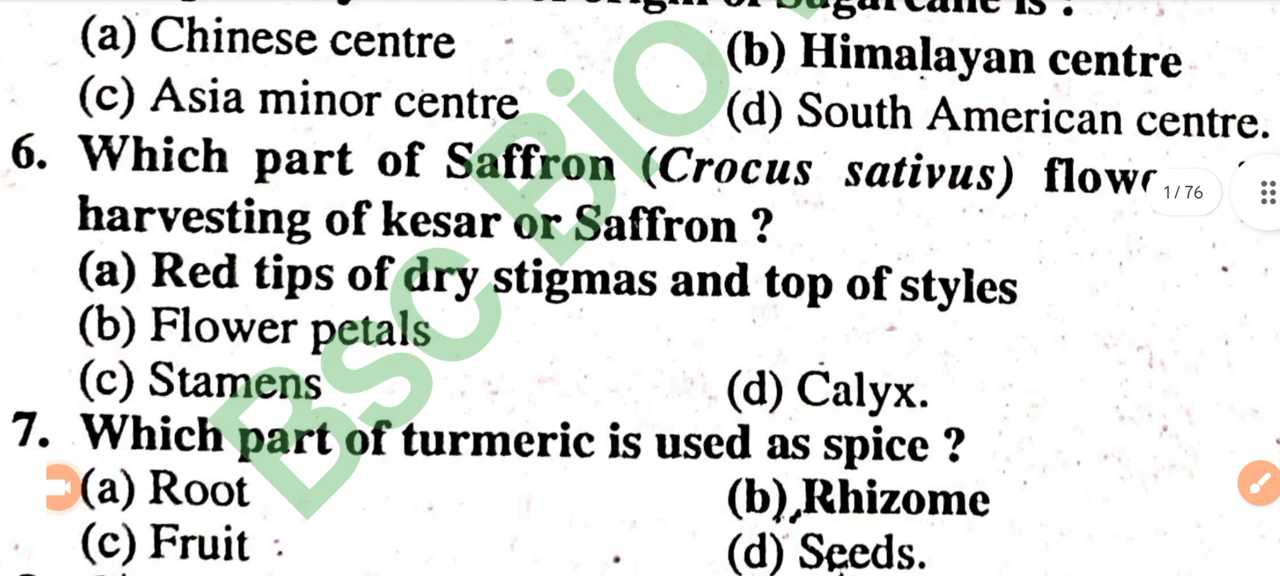 Sugarcane is ?
(a) Chinese centre (b) Himalayan centre
(c) Asia minor centre (d) South American centre.
6. Which part of Saffron (Crocus sativus)
harvesting of kesar or Saffron ?
(a) Red tips of dry stigmas and top of styles
(b) Flower petals
(c) Stamens (d) Calyx.
7. Which part of turmeric is used as spice ?
(a) Root (b) Rhizome
(c) Fruit (d) Seeds.
1/76
BSC BiO